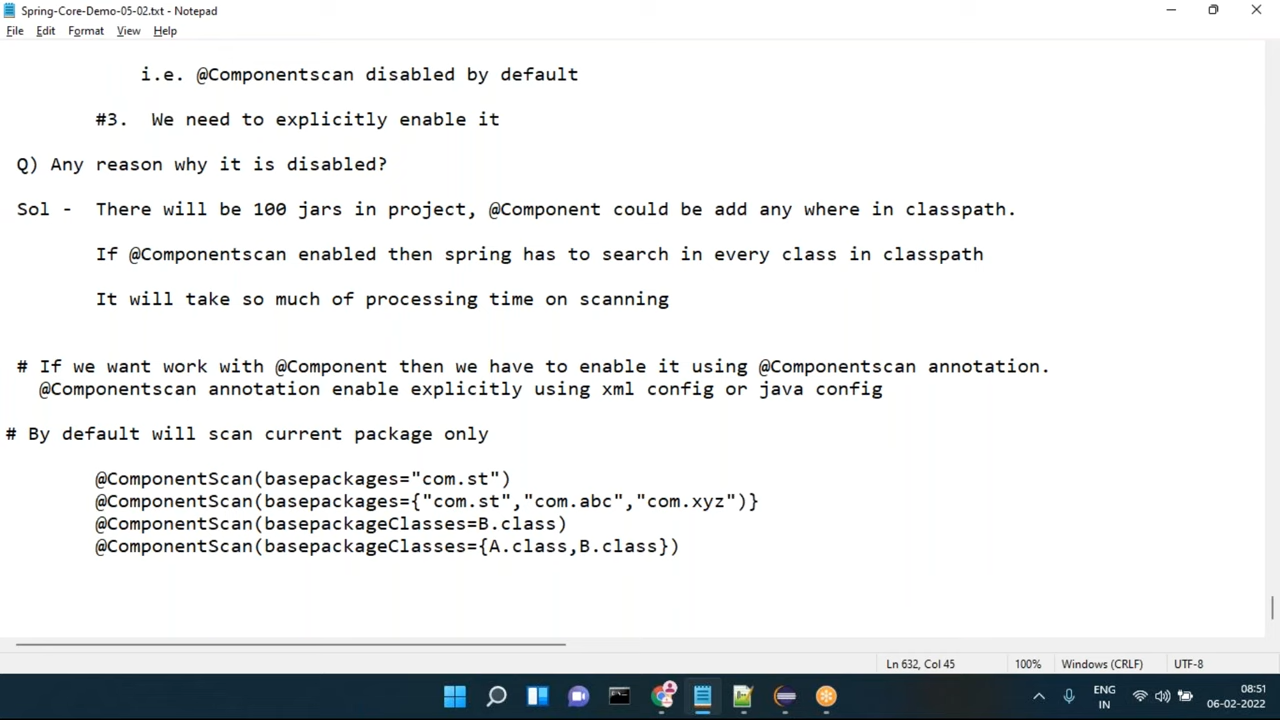 Spring-Core-Demo-05-02.txt - Notepad
File Edit Format View Help
i.e. @Componentscan disabled by default
#3. We need to explicitly enable it
Q) Any reason why it is disabled?
Sol - There will be 100 jars in project, @Component could be add any where in classpath.
If @Componentscan enabled then spring has to search in every class in classpath
It will take so much of processing time on scanning
# If we want work with @Component then we have to enable it using @Componentscan annotation.
@Componentscan annotation enable explicitly using xml config or java config
# By default will scan current package only
@ComponentScan(basepackages="com.st")
@ComponentScan(basepackages={"com.st","com.abc","com.xyz")}
@ComponentScan(basepackageClasses=B.class)
@ComponentScan(basepackageClasses={A.class,B.class})
Ln 632, Col 45 100% Windows (CRLF) UTF-8
ENG 08:51
IN 06-02-2022